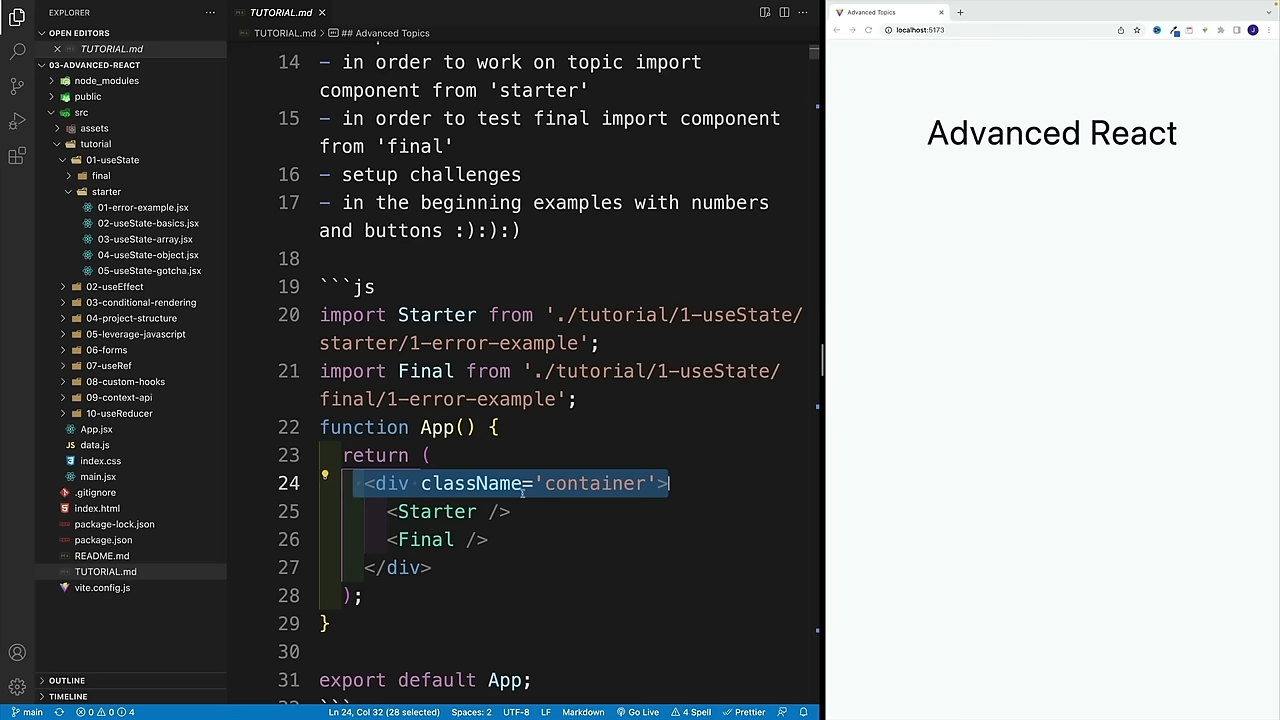 EXPLORER
OPEN EDITORS
TUTORIAL.md
03-ADVANCED-REACT
node_modules
public
src
assets
tutorial
01-useState
final
starter
01-error-example.jsx
02-useState-basics.jsx
03-useState-array.jsx
04-useState-object.jsx
05-useState-gotcha.jsx
02-useEffect
03-conditional-rendering
04-project-structure
05-leverage-javascript
06-forms
07-useRef
08-custom-hooks
09-context-api
10-useReducer
App.jsx
data.js
index.css
main.jsx
.gitignore
index.html
package-lock.json
package.json
README.md
TUTORIAL.md
vite.config.js
OUTLINE
TIMELINE
TUTORIAL.md
TUTORIAL.md > ## Advanced Topics
14 - in order to work on topic import
component from 'starter'
15 - in order to test final import component
from 'final'
16 - setup challenges
17 - in the beginning examples with numbers
and buttons :):):)
18
19 ```js
20 import Starter from './tutorial/1-useState/
starter/1-error-example';
21 import Final from './tutorial/1-useState/
final/1-error-example';
22 function App() {
23 return (
24 <div className='container'>
25 <Starter />
26 <Final />
27 </div>
28 );
29 }
30
31 export default App;
```
main 0 0 4 Ln 24, Col 32 (28 selected) Spaces: 2 UTF-8 LF Markdown Go Live 4 Spell Prettier
Advanced Topics
localhost:5173
J
Advanced React